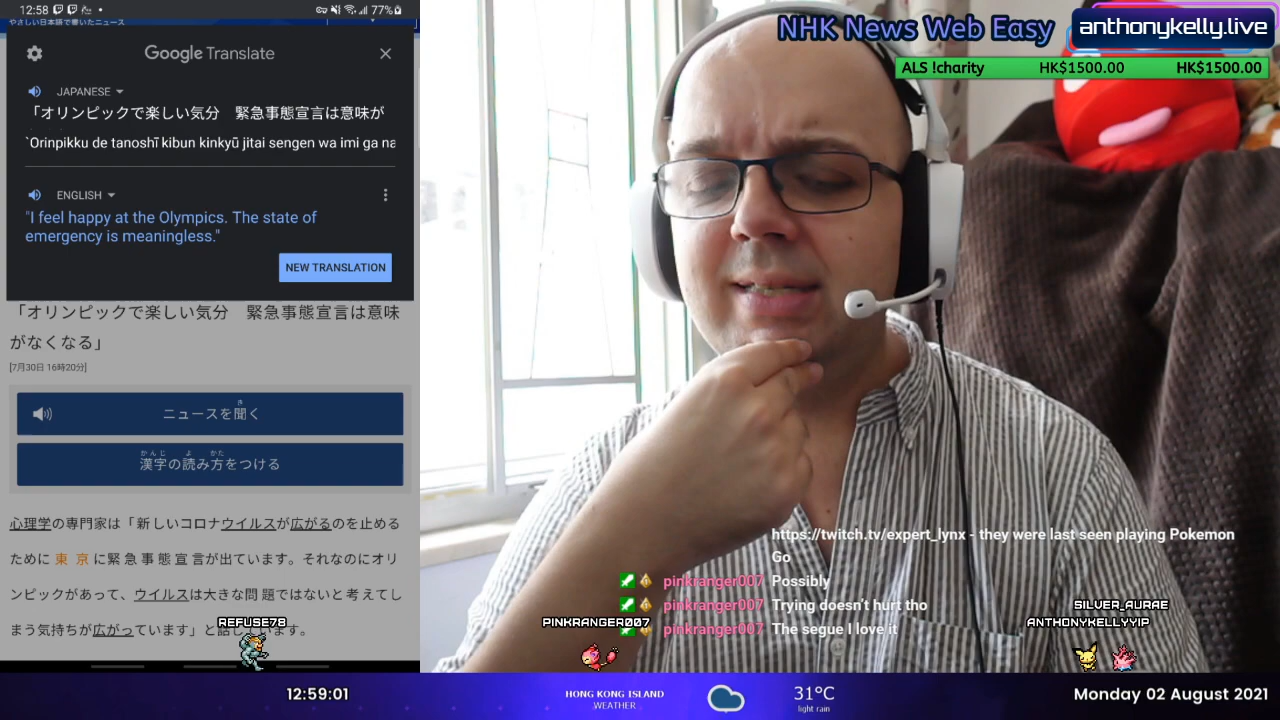 12:58
77%
やさしい日本語で書いたニュース
Google Translate
JAPANESE
「オリンピックで楽しい気分　緊急事態宣言は意味が
`Orinpikku de tanoshī kibun kinkyū jitai sengen wa imi ga na
ENGLISH
"I feel happy at the Olympics. The state of
emergency is meaningless."
NEW TRANSLATION
「オリンピックで楽しい気分　緊急事態宣言は意味
がなくなる」
[7月30日 16時20分]
ニュースを聞く
漢字の読み方をつける
心理学の専門家は「新しいコロナウイルスが広がるのを止める
ために東京に緊急事態宣言が出ています。それなのにオリ
ンピックがあって、ウイルスは大きな問題ではないと考えてし
まう気持ちが広がっています」と話しています。
REFUSE78
NHK News Web Easy
anthonykelly.live
ALS !charity HK$1500.00 HK$1500.00
https://twitch.tv/expert_lynx - they were last seen playing Pokemon
Go
pinkranger007 Possibly
pinkranger007 Trying doesn't hurt tho
pinkranger007 The segue I love it
PINKRANGER007
SILVER_AURAE
ANTHONYKELLYYIP
12:59:01
HONG KONG ISLAND
WEATHER
31°C
light rain
Monday 02 August 2021